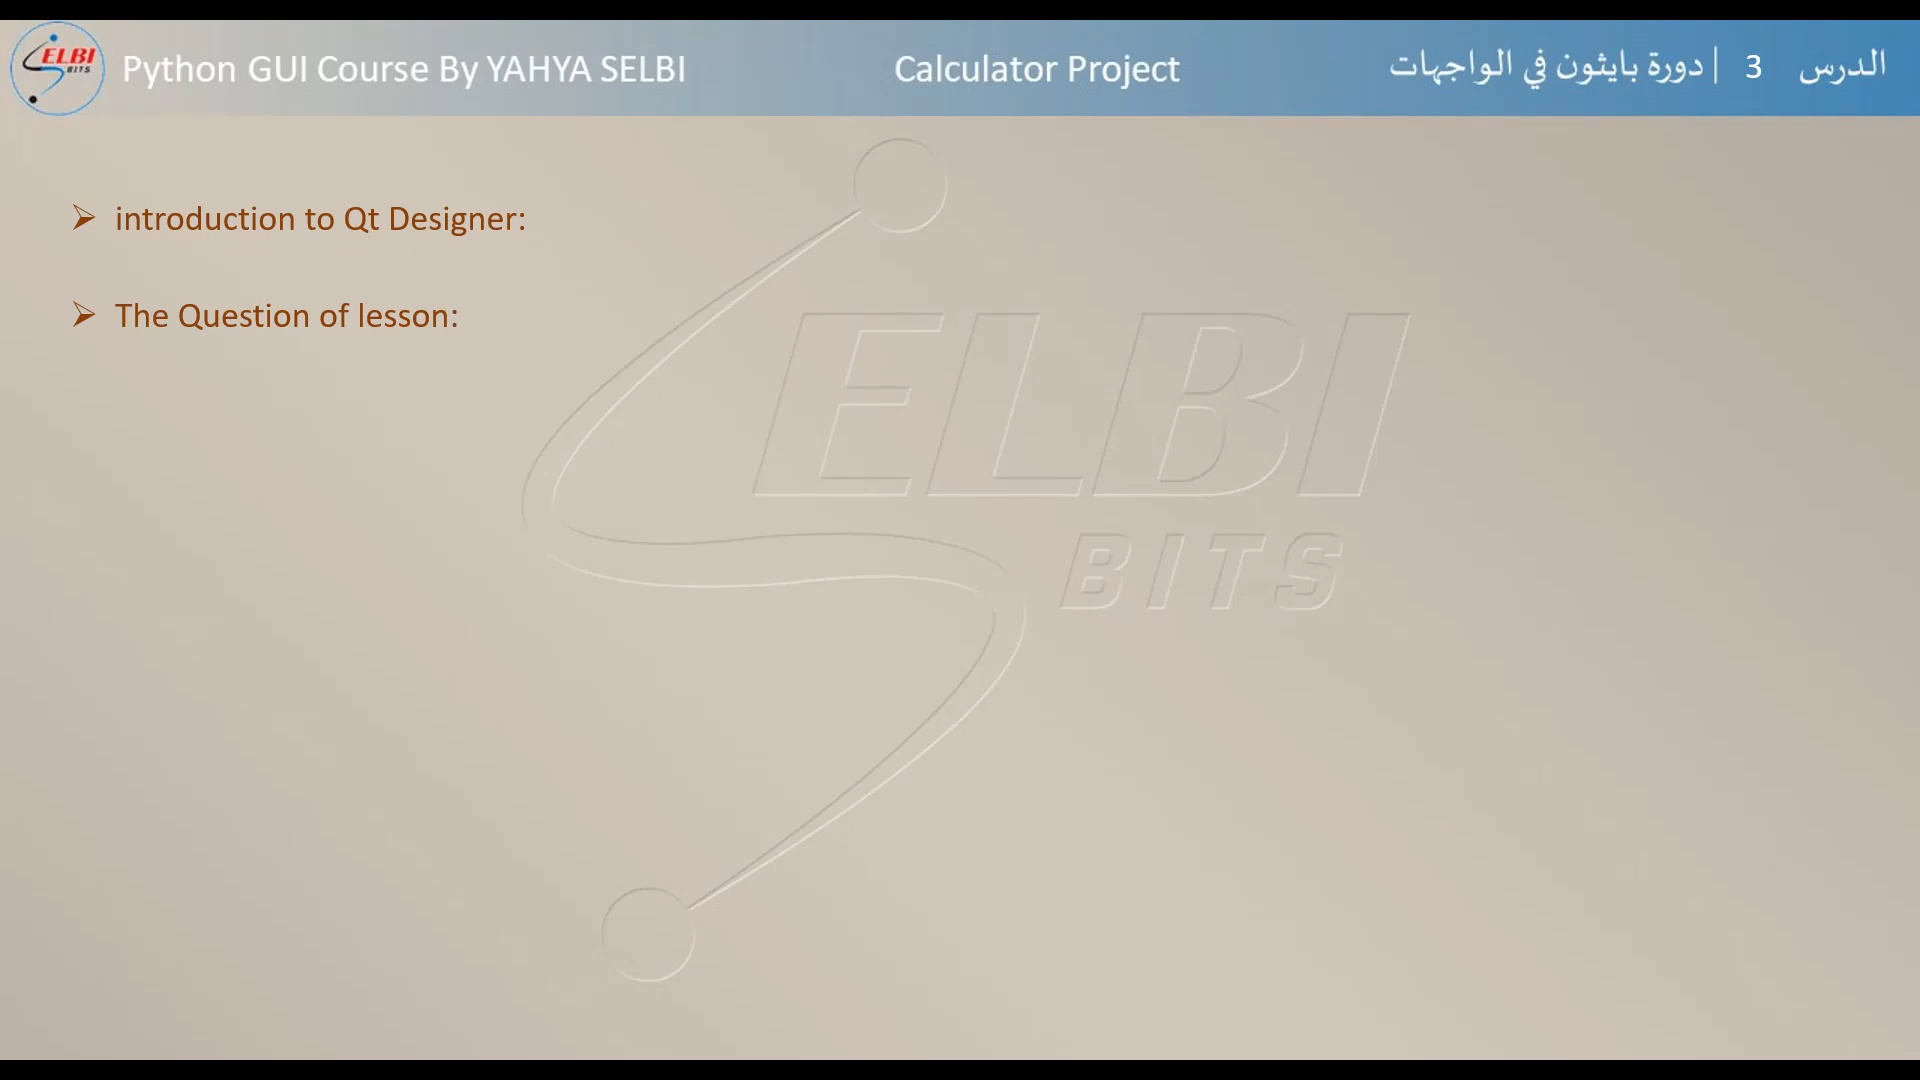 ELBI
BITS
Python GUI Course By YAHYA SELBI
Calculator Project
الدرس 3 | دورة بايثون في الواجهات
➢ introduction to Qt Designer:
➢ The Question of lesson:
ELBI
BITS